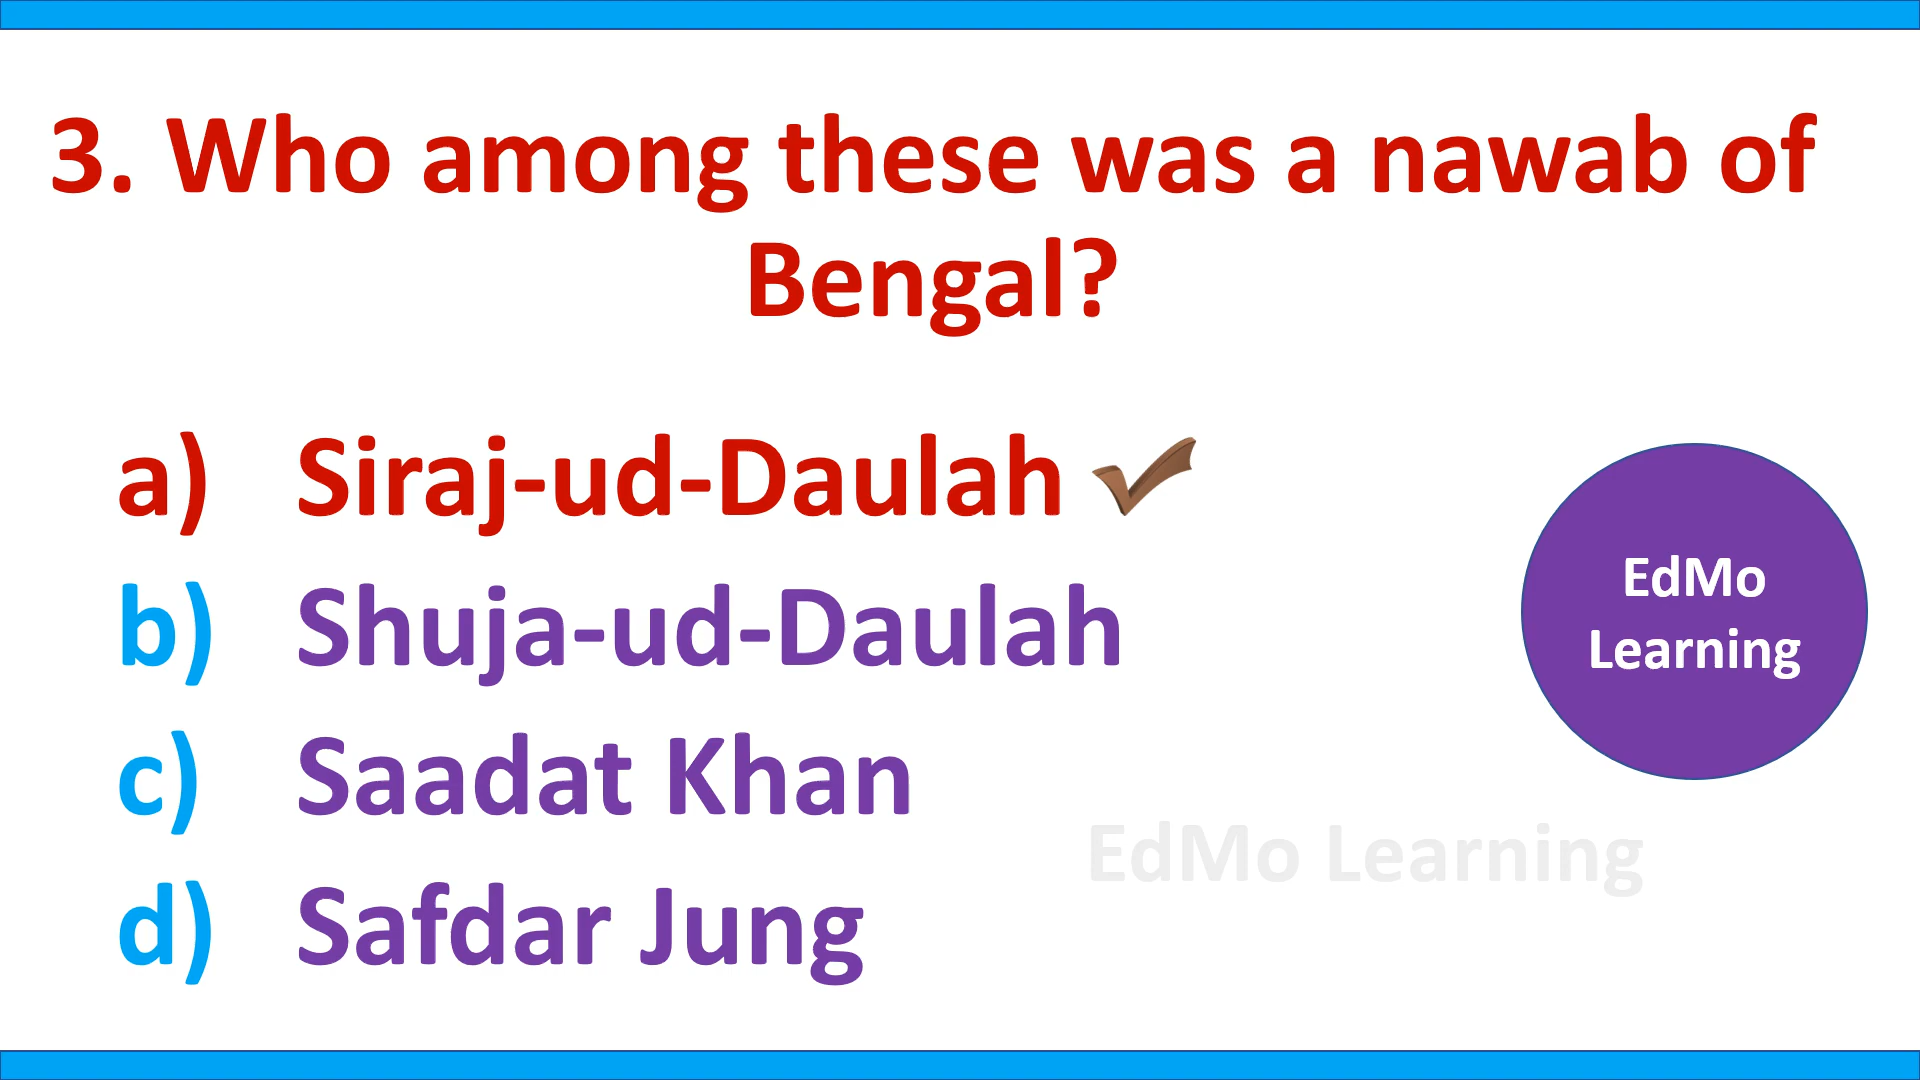 3. Who among these was a nawab of
Bengal?
a) Siraj-ud-Daulah ✔
b) Shuja-ud-Daulah
c) Saadat Khan
d) Safdar Jung
EdMo
Learning
EdMo Learning